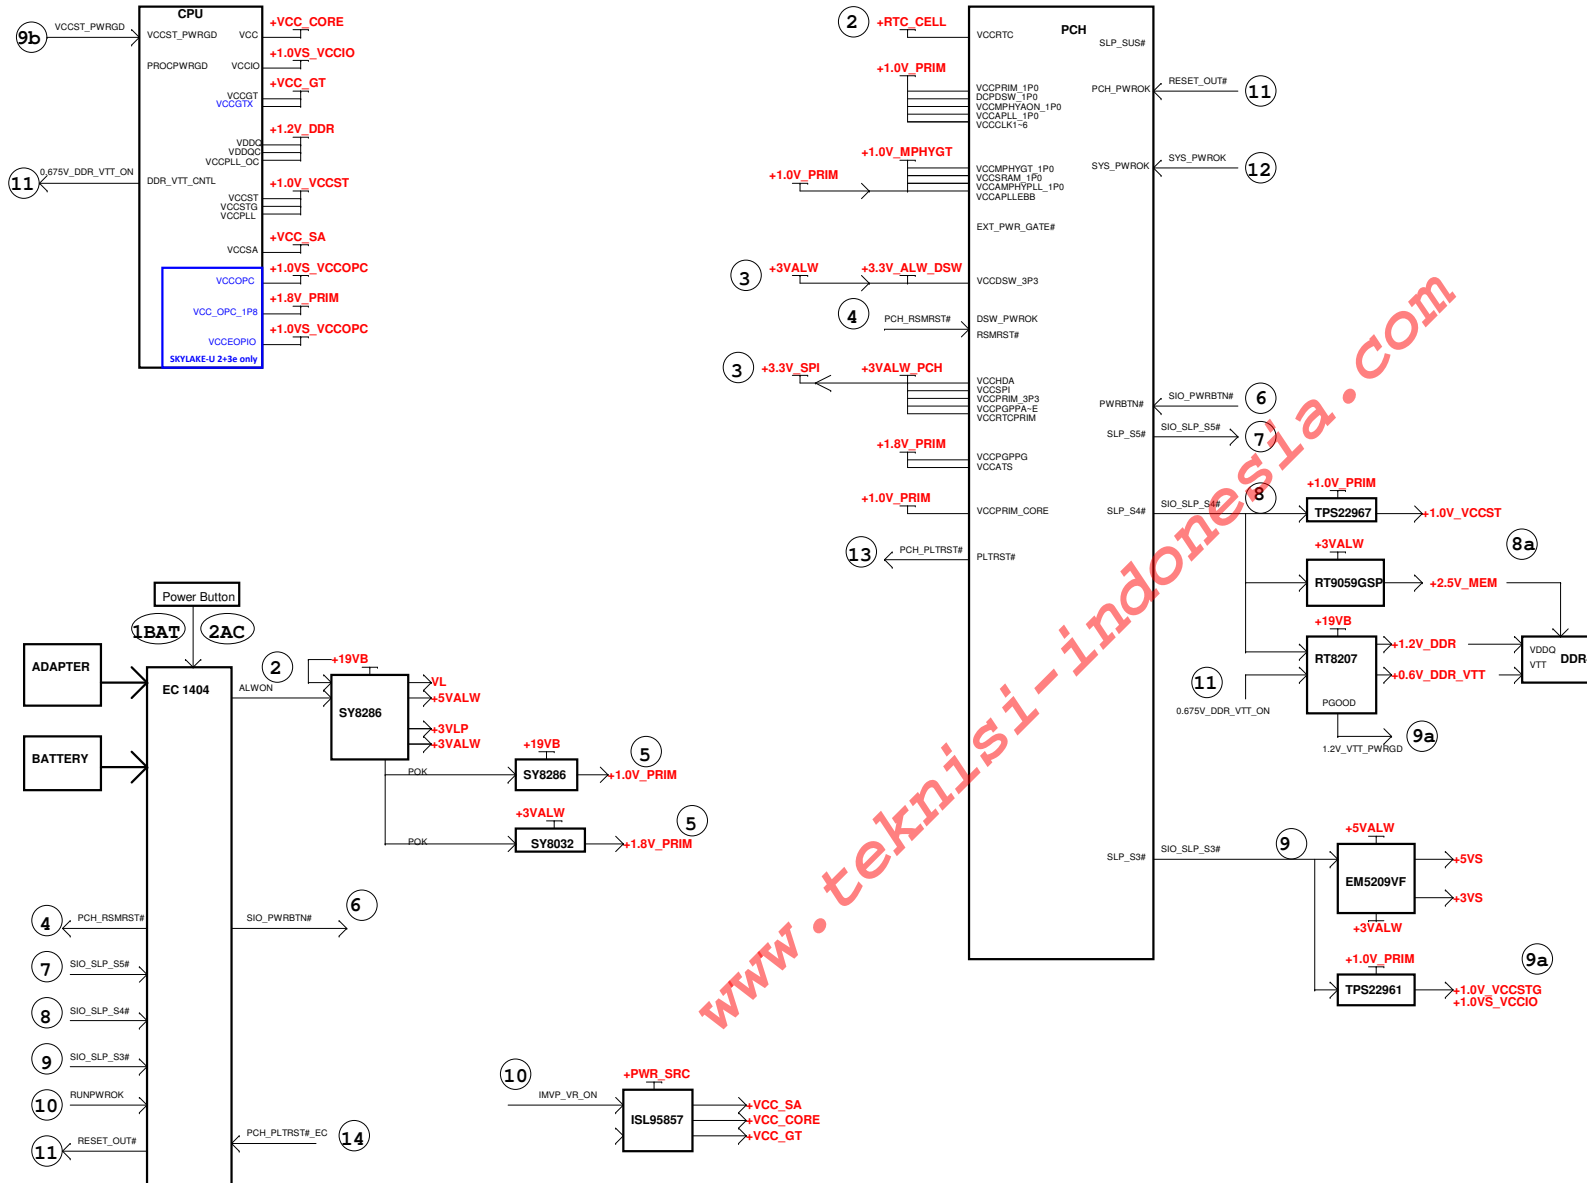 CPU
9b
VCCST_PWRGD
VCCST_PWRGD
PROCPWRGD
11
0.675V_DDR_VTT_ON
DDR_VTT_CNTL
VCC
+VCC_CORE
VCCIO
+1.0VS_VCCIO
+VCC_GT
VCCGT
VCCGTX
+1.2V_DDR
VDDQ
VDDQC
VCCPLL_OC
+1.0V_VCCST
VCCST
VCCSTG
VCCPLL
+VCC_SA
VCCSA
+1.0VS_VCCOPC
VCCOPC
+1.8V_PRIM
VCC_OPC_1P8
+1.0VS_VCCOPC
VCCEOPIO
SKYLAKE-U 2+3e only
PCH
2
+RTC_CELL
VCCRTC
+1.0V_PRIM
VCCPRIM_1P0
DCPDSW_1P0
VCCMPHYAON_1P0
VCCAPLL_1P0
VCCCLK1~6
+1.0V_MPHYGT
+1.0V_PRIM
VCCMPHYGT_1P0
VCCSRAM_1P0
VCCAMPHYPLL_1P0
VCCAPLLEBB
EXT_PWR_GATE#
3
+3VALW
+3.3V_ALW_DSW
VCCDSW_3P3
4
PCH_RSMRST#
DSW_PWROK
RSMRST#
3
+3.3V_SPI
+3VALW_PCH
VCCHDA
VCCSPI
VCCPRIM_3P3
VCCPGPPA~E
VCCRTCPRIM
+1.8V_PRIM
VCCPGPPG
VCCATS
+1.0V_PRIM
VCCPRIM_CORE
13
PCH_PLTRST#
PLTRST#
SLP_SUS#
PCH_PWROK
RESET_OUT#
11
SYS_PWROK
SYS_PWROK
12
PWRBTN#
SIO_PWRBTN#
6
SLP_S5#
SIO_SLP_S5#
7
SLP_S4#
SIO_SLP_S4#
8
+1.0V_PRIM
TPS22967
+1.0V_VCCST
8a
+3VALW
RT9059GSP
+2.5V_MEM
+19VB
RT8207
PGOOD
+1.2V_DDR
+0.6V_DDR_VTT
VDDQ
VTT
DDR
11
0.675V_DDR_VTT_ON
1.2V_VTT_PWRGD
9a
SLP_S3#
SIO_SLP_S3#
9
+5VALW
EM5209VF
+3VALW
+5VS
+3VS
+1.0V_PRIM
TPS22961
+1.0V_VCCSTG
+1.0VS_VCCIO
9a
Power Button
1BAT
2AC
ADAPTER
BATTERY
EC 1404
2
ALWON
+19VB
SY8286
VL
+5VALW
+3VLP
+3VALW
POK
+19VB
SY8286
5
+1.0V_PRIM
POK
+3VALW
SY8032
5
+1.8V_PRIM
4
PCH_RSMRST#
SIO_PWRBTN#
6
7
SIO_SLP_S5#
8
SIO_SLP_S4#
9
SIO_SLP_S3#
10
RUNPWROK
11
RESET_OUT#
PCH_PLTRST#_EC
14
10
IMVP_VR_ON
+PWR_SRC
ISL95857
+VCC_SA
+VCC_CORE
+VCC_GT
www.teknisi-indonesia.com